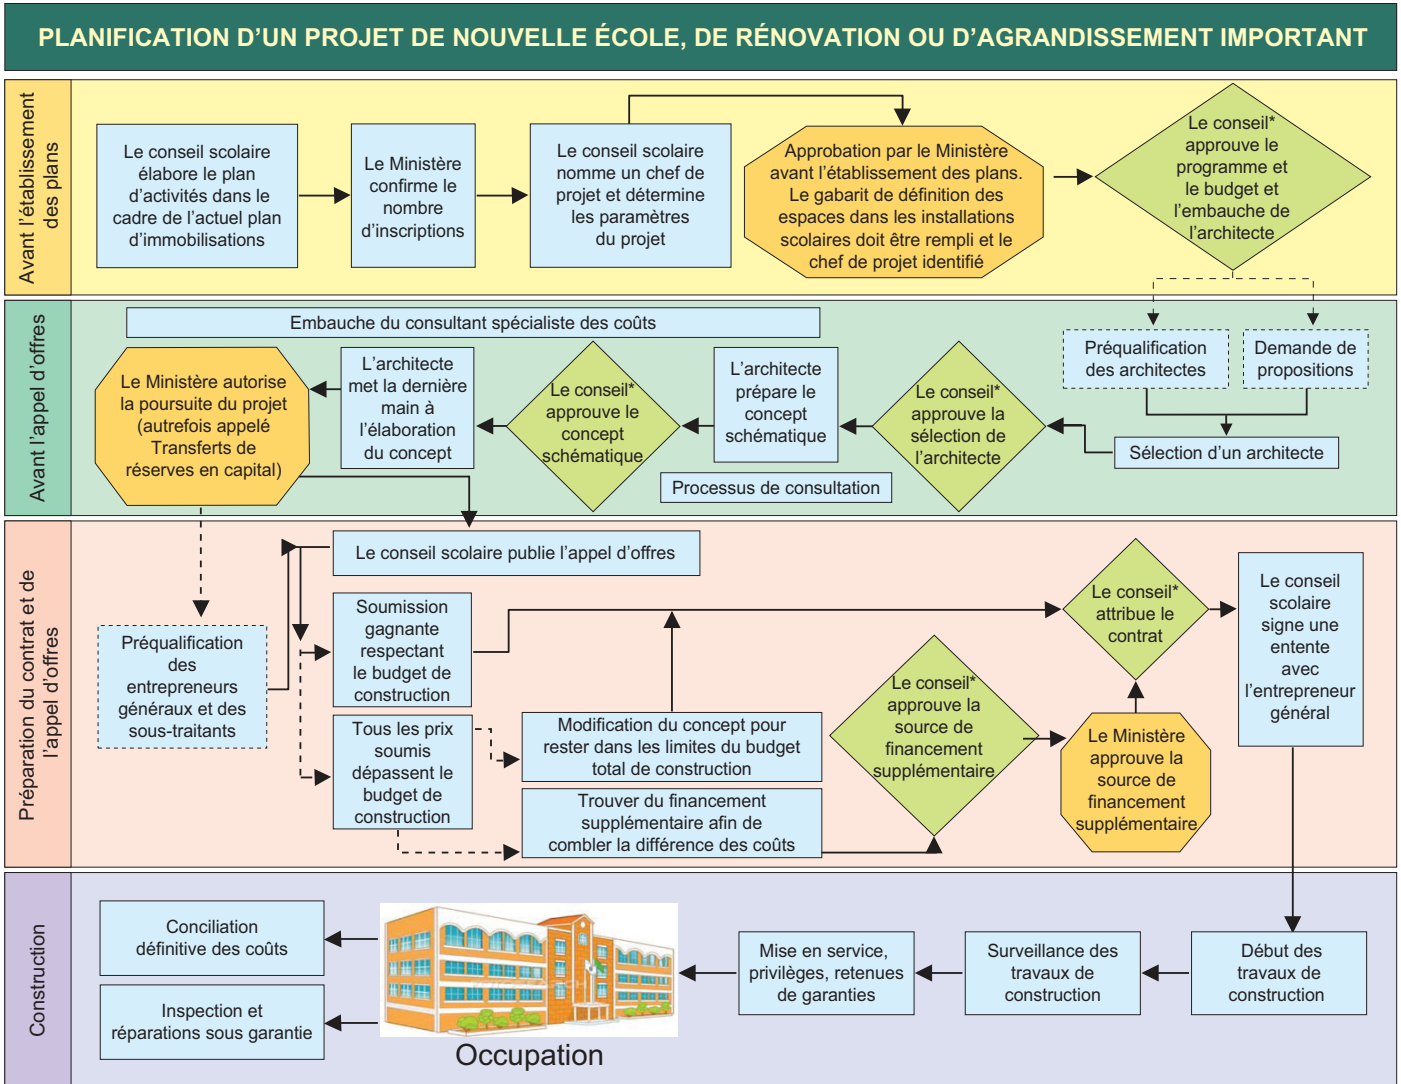 PLANIFICATION D’UN PROJET DE NOUVELLE ÉCOLE, DE RÉNOVATION OU D’AGRANDISSEMENT IMPORTANT
Avant l’établissement
des plans
Le conseil scolaire
élabore le plan
d’activités dans le
cadre de l’actuel plan
d’immobilisations
Le Ministère
confirme le
nombre
d’inscriptions
Le conseil scolaire
nomme un chef de
projet et détermine
les paramètres
du projet
Approbation par le Ministère
avant l’établissement des plans.
Le gabarit de définition des
espaces dans les installations
scolaires doit être rempli et le
chef de projet identifié
Le conseil*
approuve le
programme et
le budget et
l’embauche de
l’architecte
Avant l’appel d’offres
Embauche du consultant spécialiste des coûts
Préqualification
des architectes
Demande de
propositions
Sélection d’un architecte
Le conseil*
approuve la
sélection de
l’architecte
L’architecte
prépare le
concept
schématique
Processus de consultation
Le conseil*
approuve le
concept
schématique
L’architecte
met la dernière
main à
l’élaboration
du concept
Le Ministère autorise
la poursuite du projet
(autrefois appelé
Transferts de
réserves en capital)
Préparation du contrat et de
l’appel d’offres
Le conseil scolaire publie l’appel d’offres
Préqualification
des
entrepreneurs
généraux et des
sous-traitants
Soumission
gagnante
respectant
le budget de
construction
Tous les prix
soumis
dépassent le
budget de
construction
Modification du concept pour
rester dans les limites du budget
total de construction
Trouver du financement
supplémentaire afin de
combler la différence des coûts
Le conseil*
approuve la
source de
financement
supplémentaire
Le Ministère
approuve la
source de
financement
supplémentaire
Le conseil*
attribue le
contrat
Le conseil
scolaire
signe une
entente
avec
l’entrepreneur
général
Construction
Début des
travaux de
construction
Surveillance des
travaux de
construction
Mise en service,
privilèges, retenues
de garanties
Occupation
Conciliation
définitive des coûts
Inspection et
réparations sous garantie